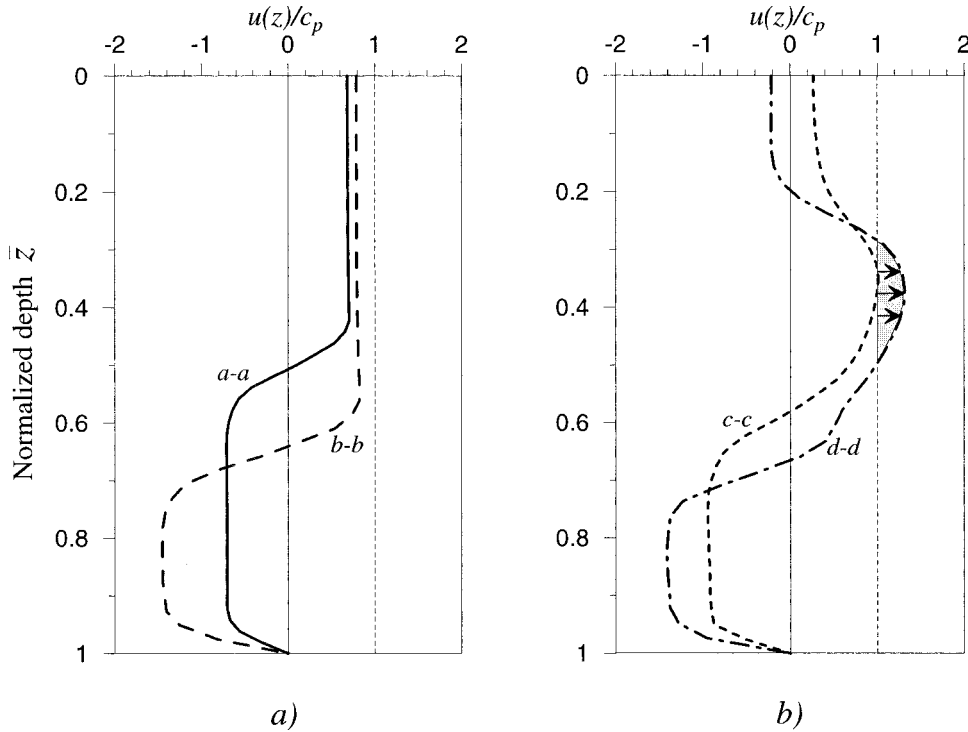 u(z)/c_p u(z)/c_p
-2 -1 0 1 2 -2 -1 0 1 2
0 0
0.2 0.2
0.4 0.4
0.6 0.6
0.8 0.8
1 1
Normalized depth z̅
a-a
b-b
c-c
d-d
a) b)